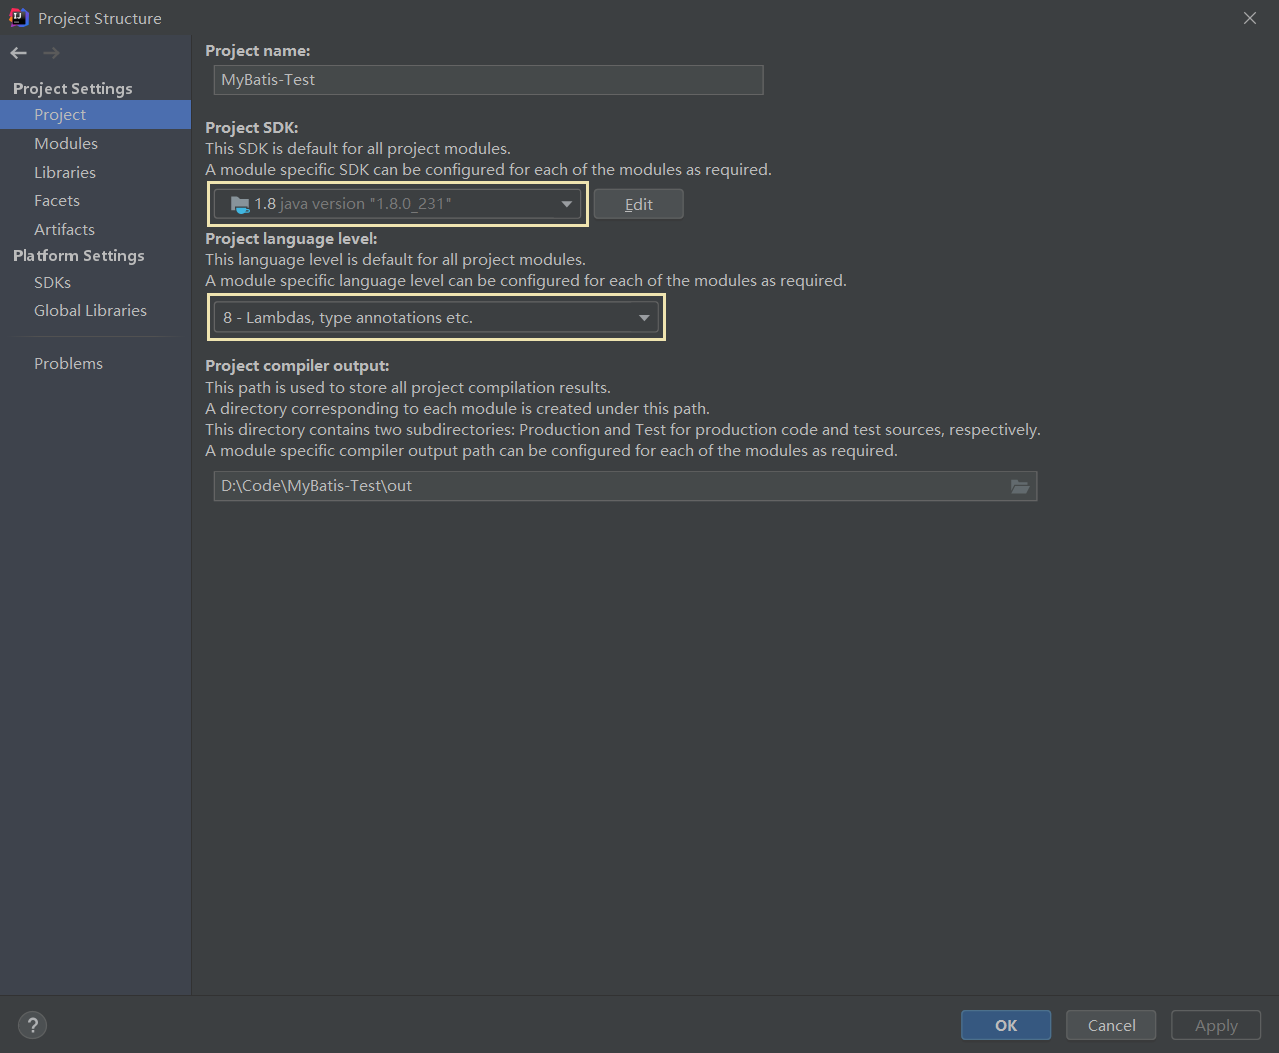 Project Structure
Project Settings
Project
Modules
Libraries
Facets
Artifacts
Platform Settings
SDKs
Global Libraries
Problems
Project name:
MyBatis-Test
Project SDK:
This SDK is default for all project modules.
A module specific SDK can be configured for each of the modules as required.
1.8 java version "1.8.0_231"
Edit
Project language level:
This language level is default for all project modules.
A module specific language level can be configured for each of the modules as required.
8 - Lambdas, type annotations etc.
Project compiler output:
This path is used to store all project compilation results.
A directory corresponding to each module is created under this path.
This directory contains two subdirectories: Production and Test for production code and test sources, respectively.
A module specific compiler output path can be configured for each of the modules as required.
D:\Code\MyBatis-Test\out
?
OK
Cancel
Apply